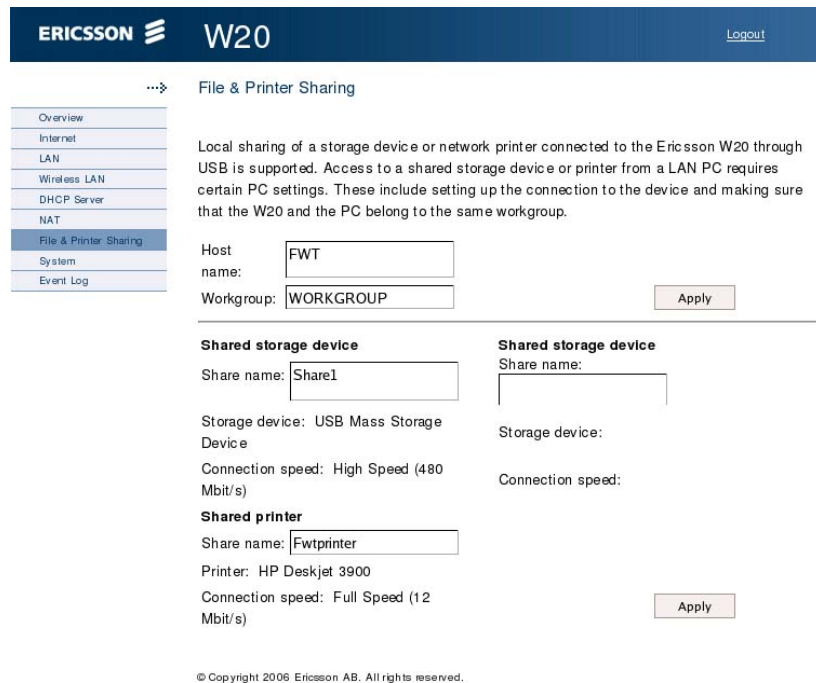 ERICSSON W20 Logout
File & Printer Sharing
Overview
Internet
LAN
Wireless LAN
DHCP Server
NAT
File & Printer Sharing
System
Event Log
Local sharing of a storage device or network printer connected to the Ericsson W20 through
USB is supported. Access to a shared storage device or printer from a LAN PC requires
certain PC settings. These include setting up the connection to the device and making sure
that the W20 and the PC belong to the same workgroup.
Host
name:
FWT
Workgroup: WORKGROUP Apply
Shared storage device
Share name: Share1
Storage device: USB Mass Storage
Device
Connection speed: High Speed (480
Mbit/s)
Shared storage device
Share name:
Storage device:
Connection speed:
Shared printer
Share name: Fwtprinter
Printer: HP Deskjet 3900
Connection speed: Full Speed (12
Mbit/s)
Apply
© Copyright 2006 Ericsson AB. All rights reserved.